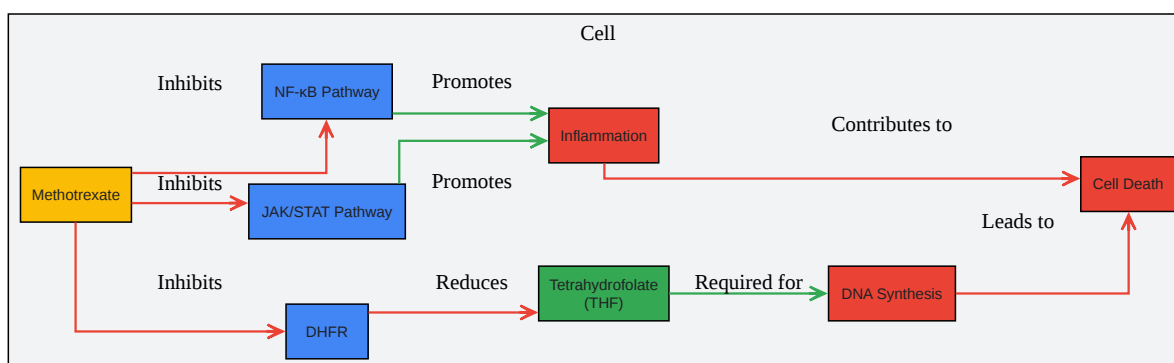 Cell
Inhibits
NF-κB Pathway
Promotes
Inflammation
Contributes to
Methotrexate
Inhibits
JAK/STAT Pathway
Promotes
Cell Death
Leads to
Inhibits
DHFR
Reduces
Tetrahydrofolate
(THF)
Required for
DNA Synthesis